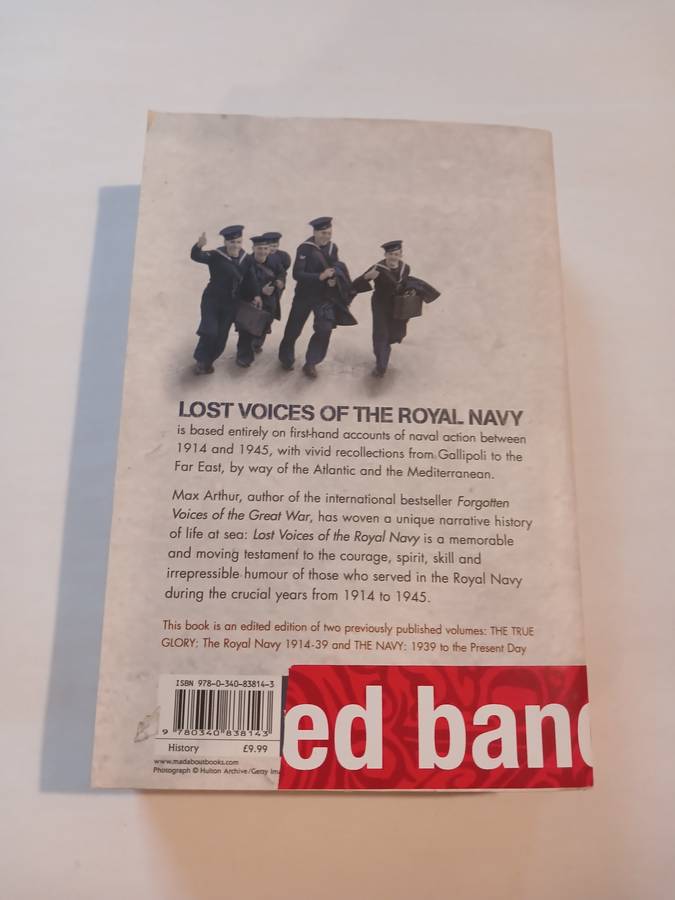 LOST VOICES OF THE ROYAL NAVY
is based entirely on first-hand accounts of naval action between
1914 and 1945, with vivid recollections from Gallipoli to the
Far East, by way of the Atlantic and the Mediterranean.
Max Arthur, author of the international bestseller Forgotten
Voices of the Great War, has woven a unique narrative history
of life at sea: Lost Voices of the Royal Navy is a memorable
and moving testament to the courage, spirit, skill and
irrepressible humour of those who served in the Royal Navy
during the crucial years from 1914 to 1945.
This book is an edited edition of two previously published volumes: THE TRUE
GLORY: The Royal Navy 1914-39 and THE NAVY: 1939 to the Present Day
ISBN 978-0-340-83814-3
9 780340 838143
History £9.99
www.madaboutbooks.com
Photograph © Hulton Archive/Getty Im
ed ban